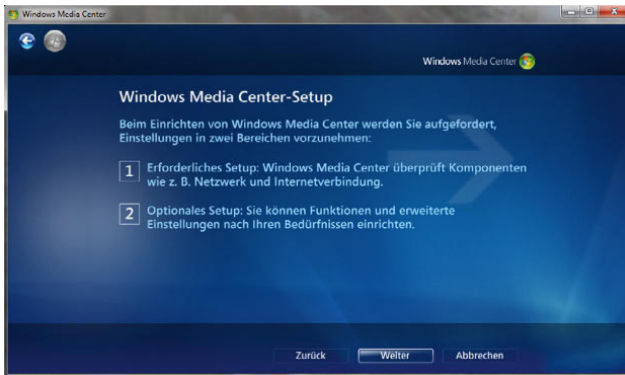 Windows Media Center
Windows Media Center
Windows Media Center-Setup
Beim Einrichten von Windows Media Center werden Sie aufgefordert,
Einstellungen in zwei Bereichen vorzunehmen:
1 Erforderliches Setup: Windows Media Center überprüft Komponenten
wie z. B. Netzwerk und Internetverbindung.
2 Optionales Setup: Sie können Funktionen und erweiterte
Einstellungen nach Ihren Bedürfnissen einrichten.
Zurück Weiter Abbrechen